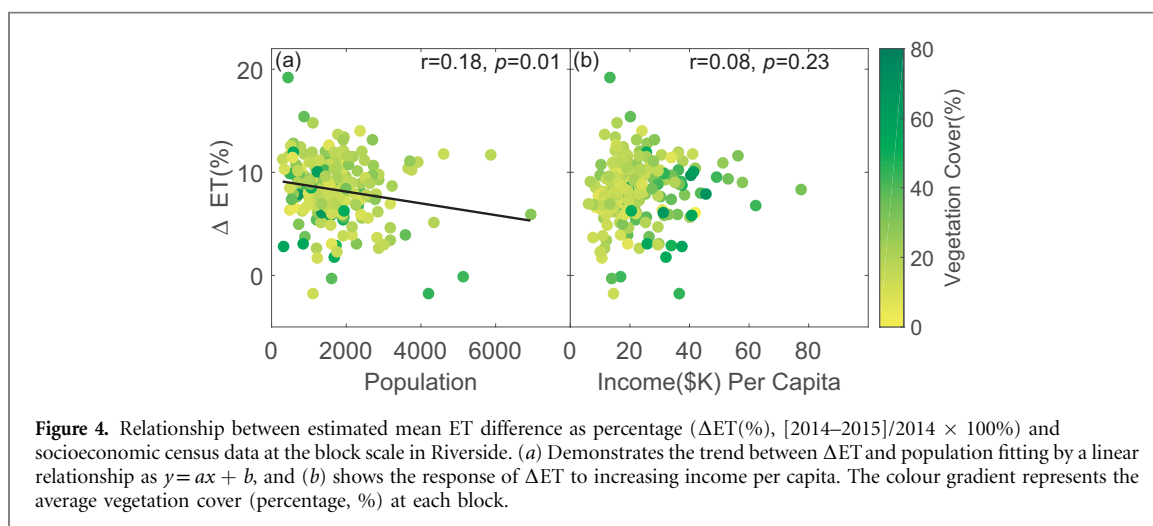 (a)
r=0.18, p=0.01
(b)
r=0.08, p=0.23
20
10
0
Δ ET(%)
0 2000 4000 6000
Population
0 20 40 60 80
Income($K) Per Capita
80
60
40
20
0
Vegetation Cover(%)
Figure 4. Relationship between estimated mean ET difference as percentage (ΔET(%), [2014–2015]/2014 × 100%) and
socioeconomic census data at the block scale in Riverside. (a) Demonstrates the trend between ΔET and population fitting by a linear
relationship as y = ax + b, and (b) shows the response of ΔET to increasing income per capita. The colour gradient represents the
average vegetation cover (percentage, %) at each block.